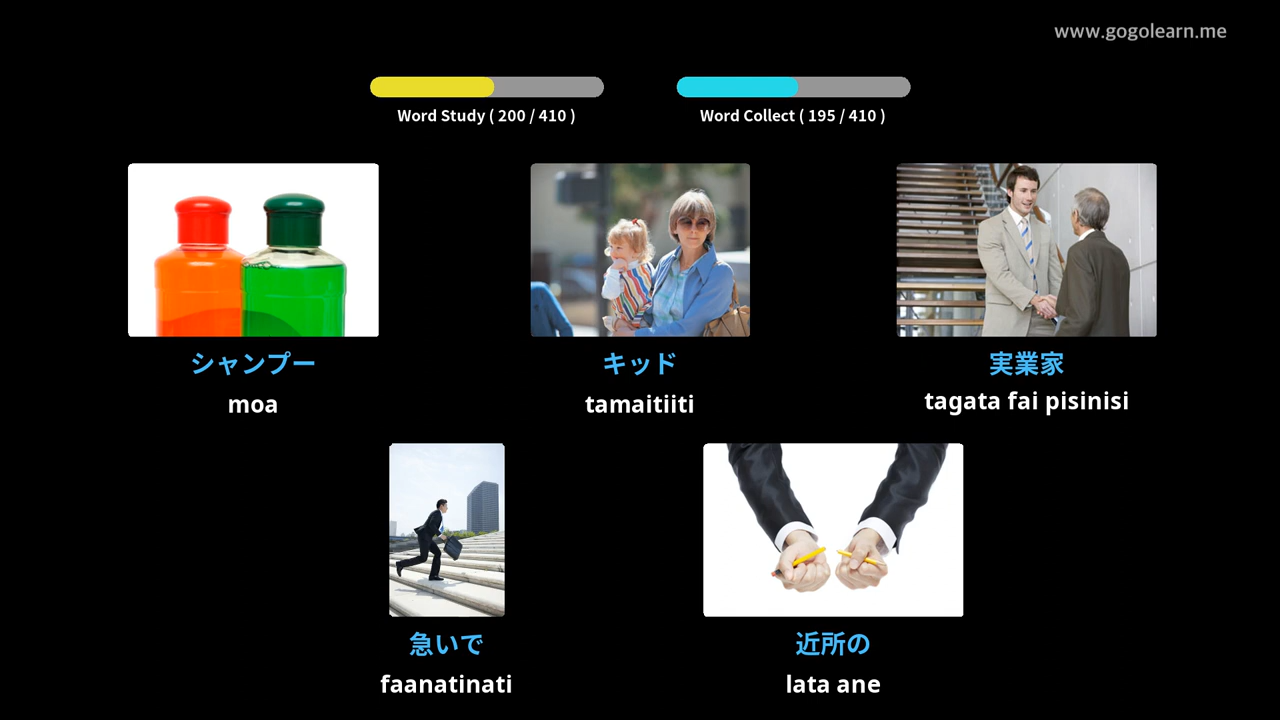 www.gogolearn.me
Word Study ( 200 / 410 )
Word Collect ( 195 / 410 )
シャンプー
moa
キッド
tamaitiiti
実業家
tagata fai pisinisi
急いで
faanatinati
近所の
lata ane